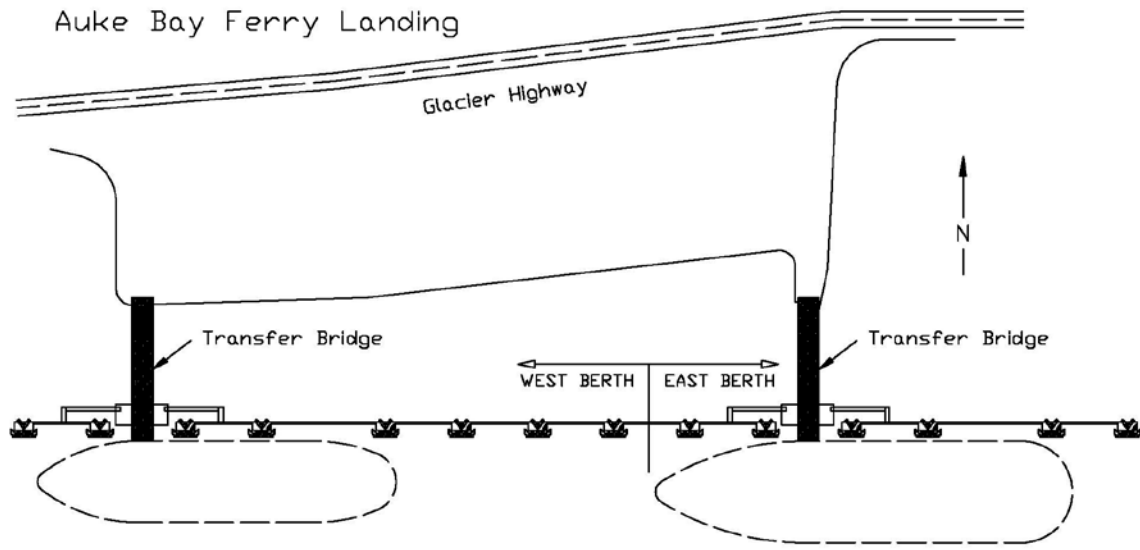 Auke Bay Ferry Landing
Glacier Highway
N
Transfer Bridge
Transfer Bridge
WEST BERTH
EAST BERTH